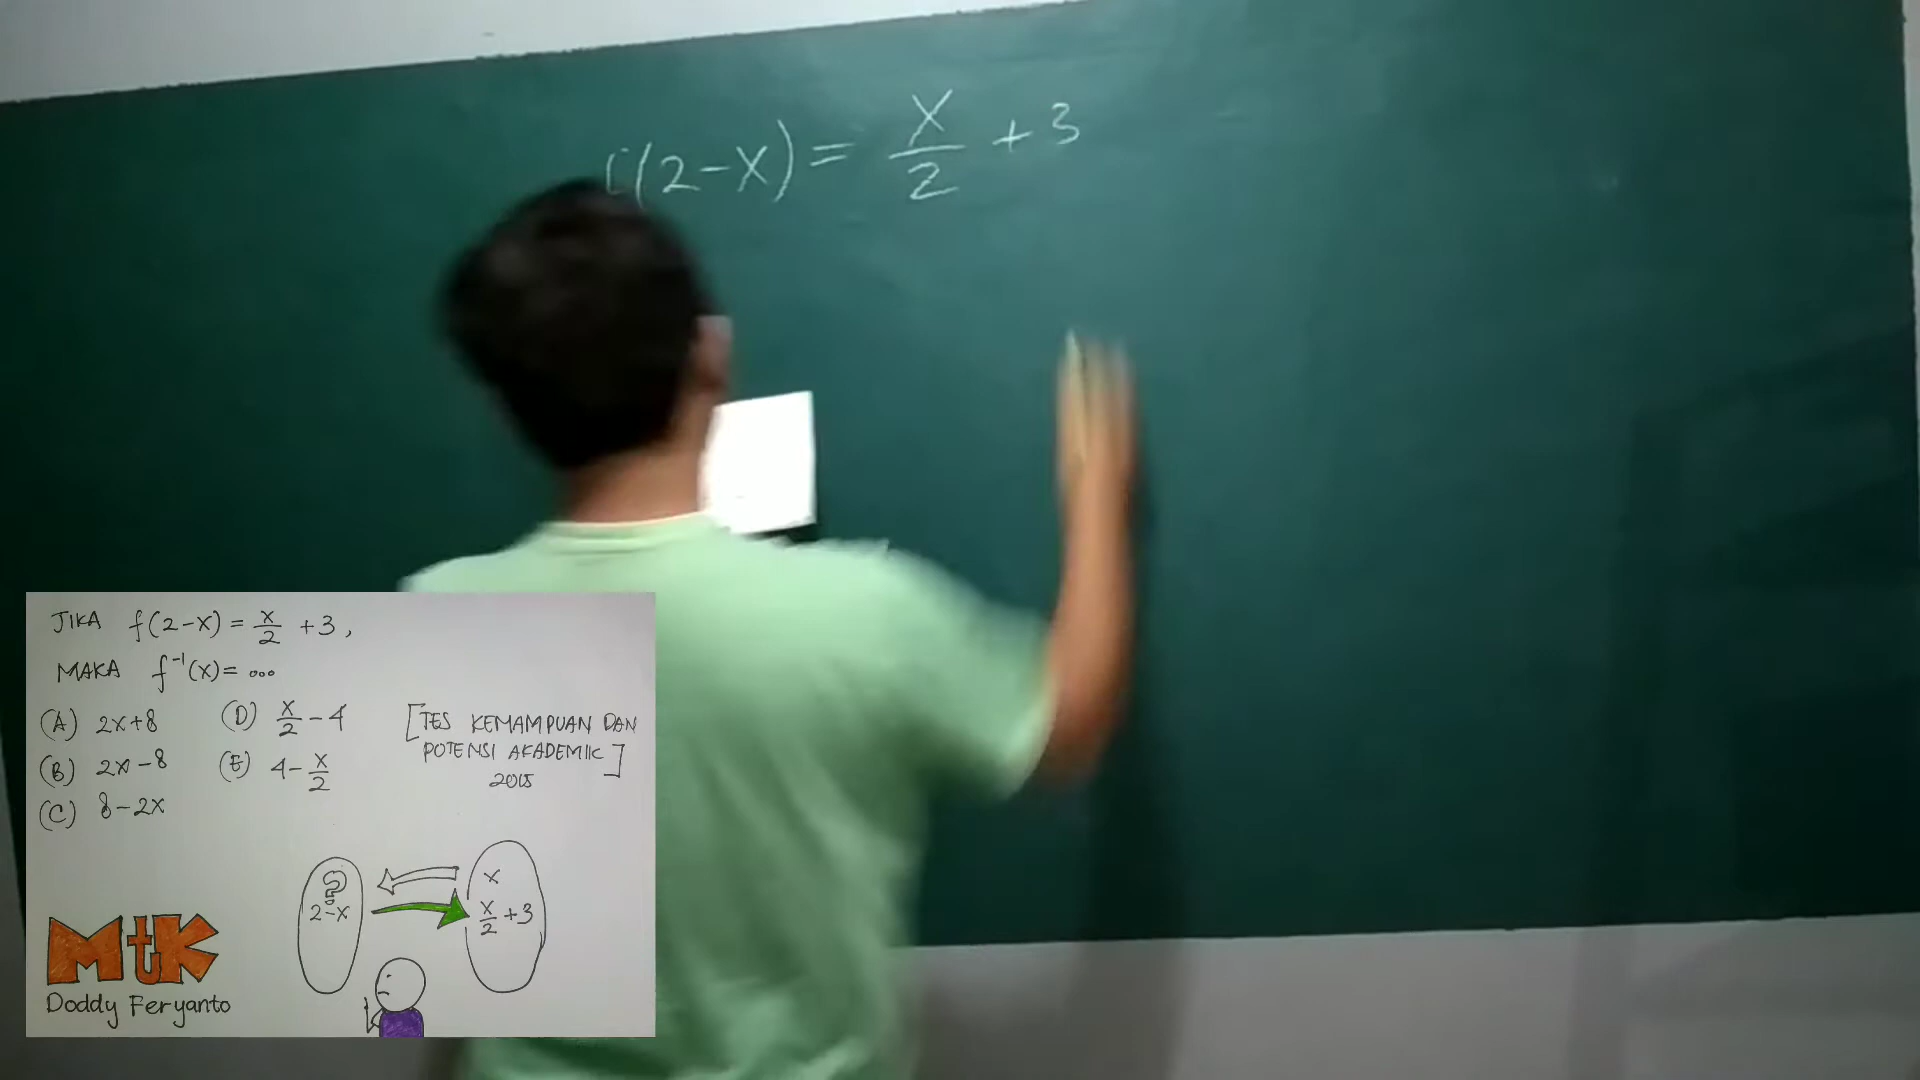 f(2-x) = x/2 + 3
JIKA f(2-x) = x/2 + 3,
MAKA f⁻¹(x) = ...
(A) 2x+8
(B) 2x-8
(C) 8-2x
(D) x/2 - 4
(E) 4 - x/2
[TES KEMAMPUAN DAN
POTENSI AKADEMIK]
2015
?
2-x
x
x/2 + 3
MtK
Doddy Feryanto